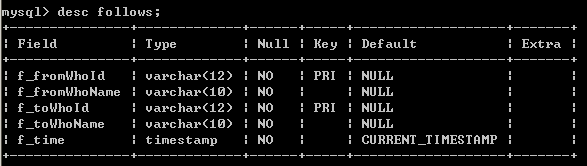 mysql> desc follows;
+----------------+-------------+------+-----+-------------------+-------+
| Field          | Type        | Null | Key | Default           | Extra |
+----------------+-------------+------+-----+-------------------+-------+
| f_fromWhoId    | varchar(12) | NO   | PRI | NULL              |       |
| f_fromWhoName  | varchar(10) | NO   |     | NULL              |       |
| f_toWhoId      | varchar(12) | NO   | PRI | NULL              |       |
| f_toWhoName    | varchar(10) | NO   |     | NULL              |       |
| f_time         | timestamp   | NO   |     | CURRENT_TIMESTAMP |       |
+----------------+-------------+------+-----+-------------------+-------+